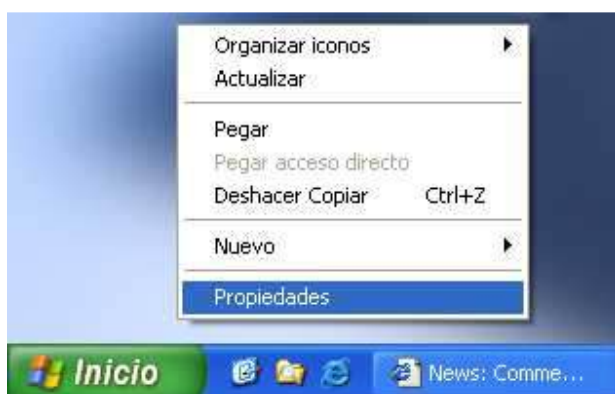 Organizar iconos
Actualizar
Pegar
Pegar acceso directo
Deshacer Copiar Ctrl+Z
Nuevo
Propiedades
Inicio News: Comme...